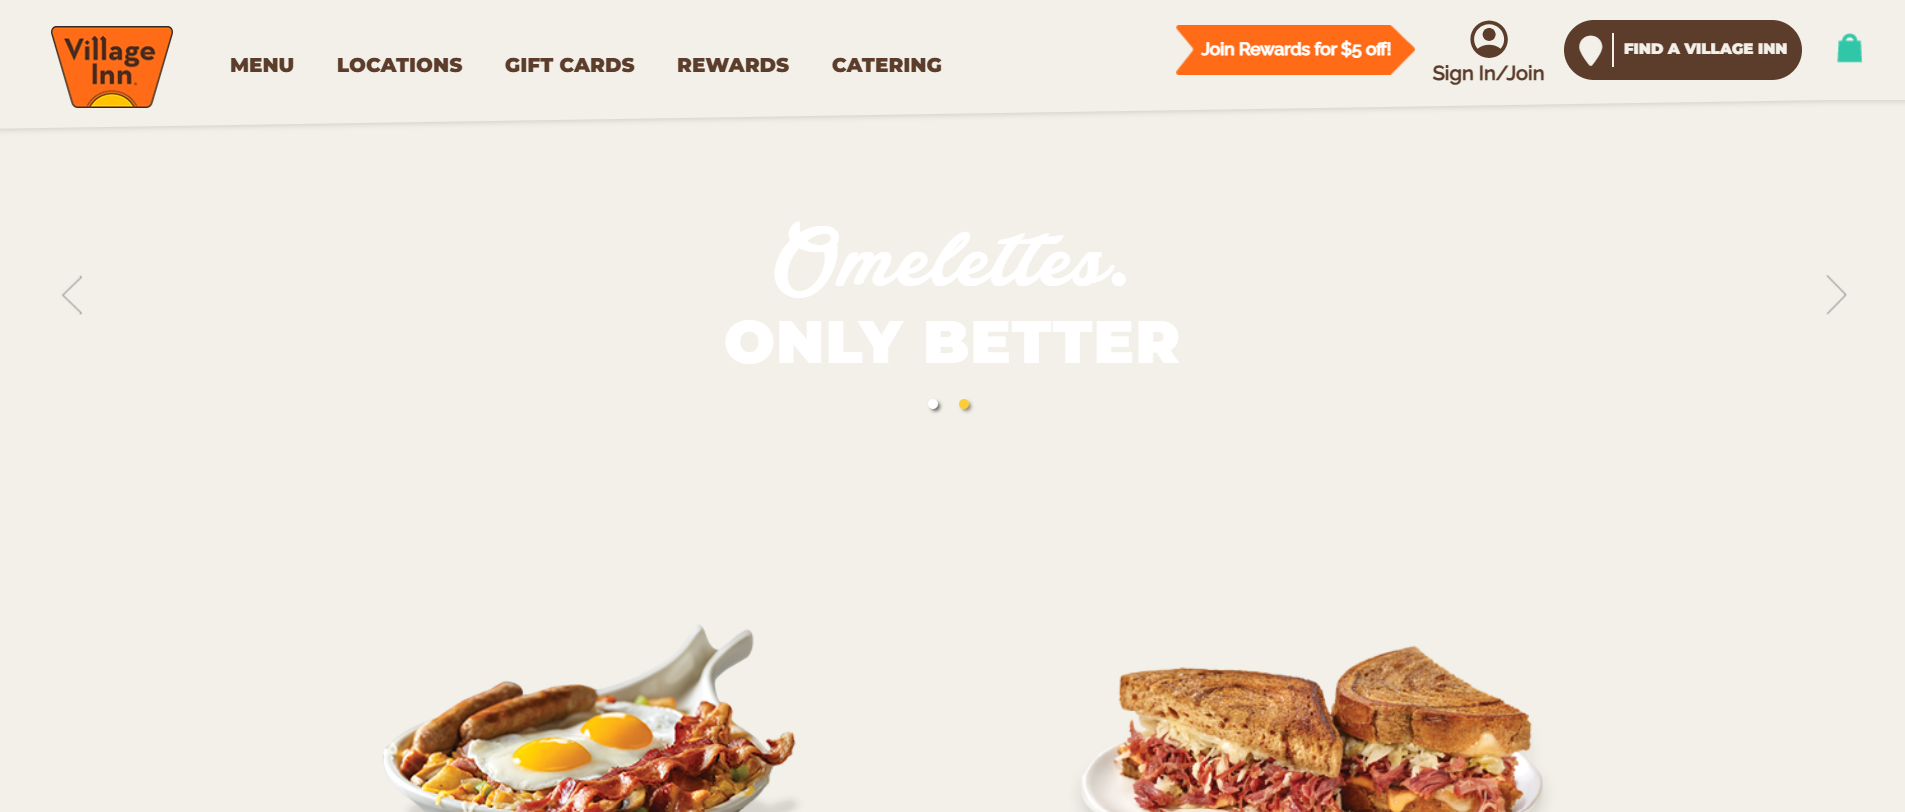 Village
Inn
MENU
LOCATIONS
GIFT CARDS
REWARDS
CATERING
Join Rewards for $5 off!
Sign In/Join
FIND A VILLAGE INN
Omelettes.
ONLY BETTER